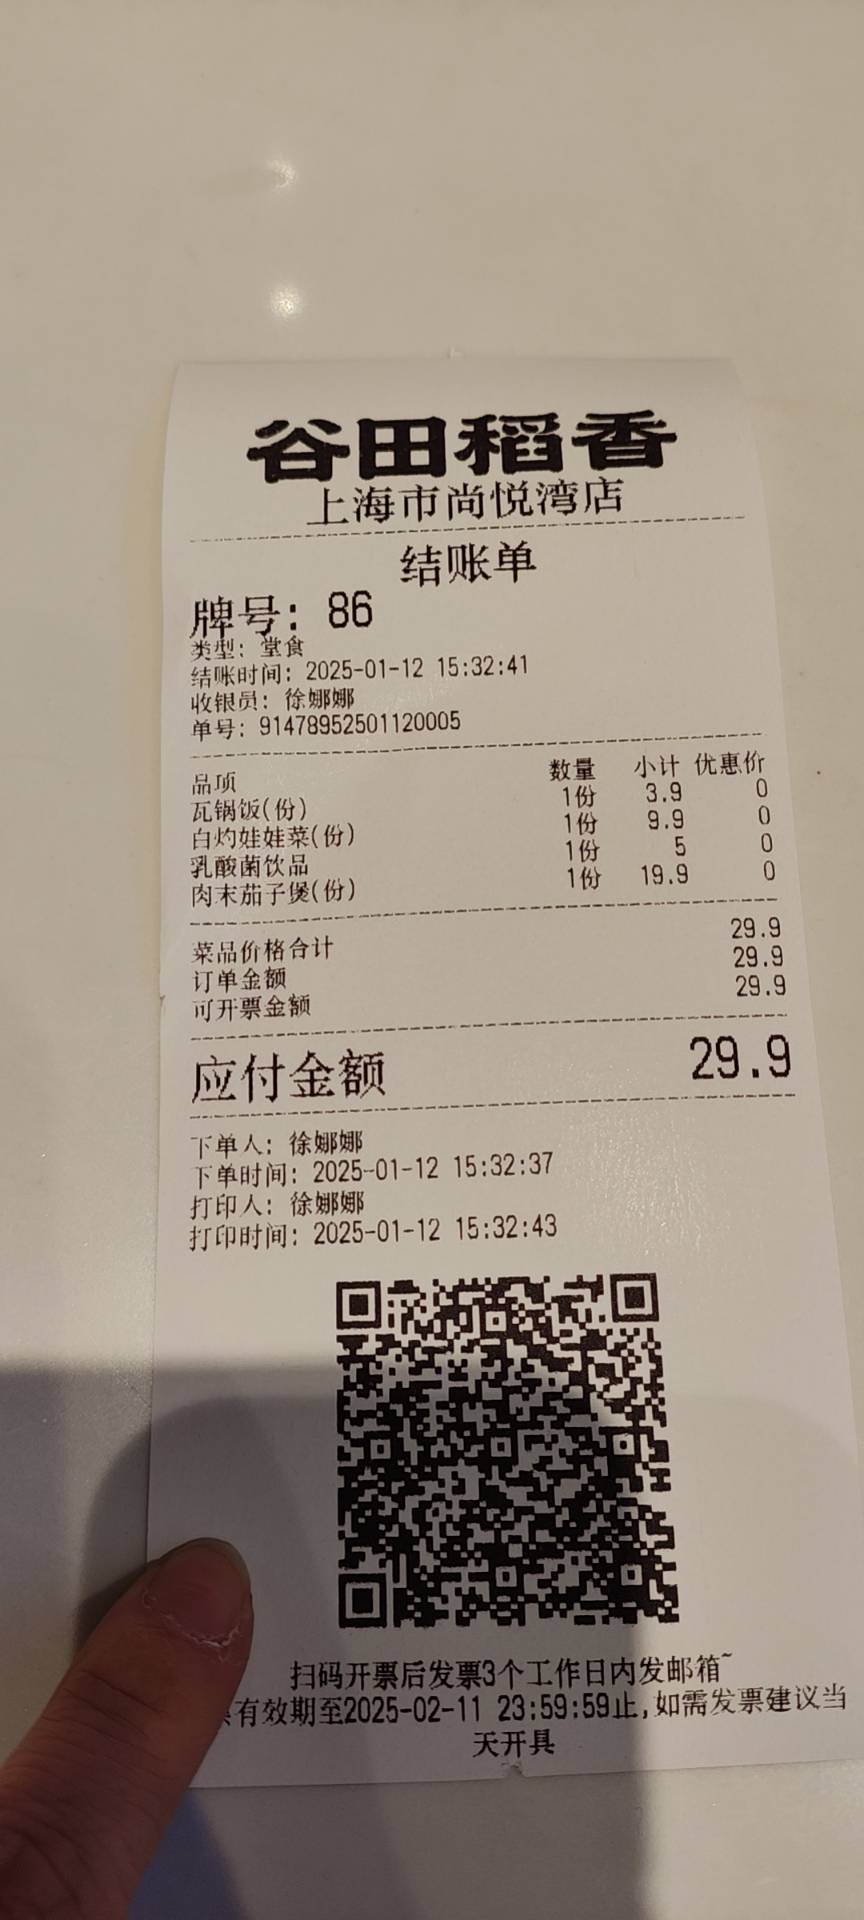 谷田稻香
上海市尚悦湾店
结账单
牌号: 86
类型: 堂食
结账时间: 2025-01-12 15:32:41
收银员: 徐娜娜
单号: 91478952501120005
品项 数量 小计 优惠价
瓦锅饭(份) 1份 3.9 0
白灼娃娃菜(份) 1份 9.9 0
乳酸菌饮品 1份 5 0
肉末茄子煲(份) 1份 19.9 0
菜品价格合计 29.9
订单金额 29.9
可开票金额 29.9
应付金额 29.9
下单人: 徐娜娜
下单时间: 2025-01-12 15:32:37
打印人: 徐娜娜
打印时间: 2025-01-12 15:32:43
扫码开票后发票3个工作日内发邮箱~
有效期至2025-02-11 23:59:59止,如需发票建议当
天开具